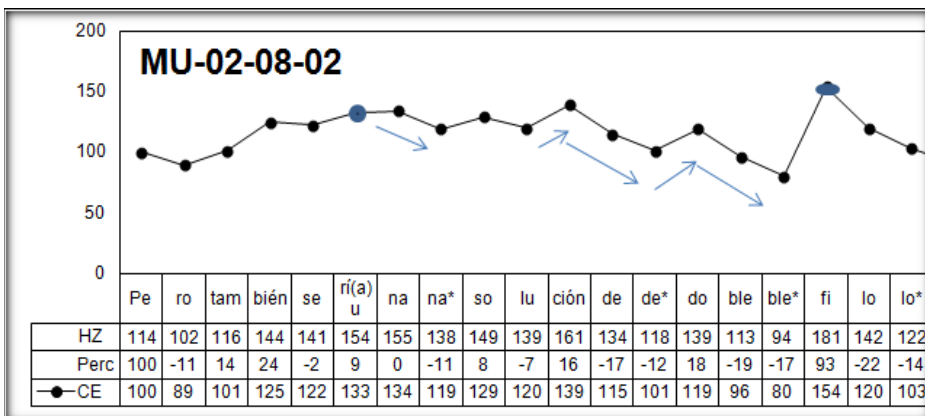 200
MU-02-08-02
150
100
50
0
Pe ro tam bién se rí(a) u na na* so lu ción de de* do ble ble* fi lo lo*
HZ 114 102 116 144 141 154 155 138 149 139 161 134 118 139 113 94 181 142 122
Perc 100 -11 14 24 -2 9 0 -11 8 -7 16 -17 -12 18 -19 -17 93 -22 -14
CE 100 89 101 125 122 133 134 119 129 120 139 115 101 119 96 80 154 120 103